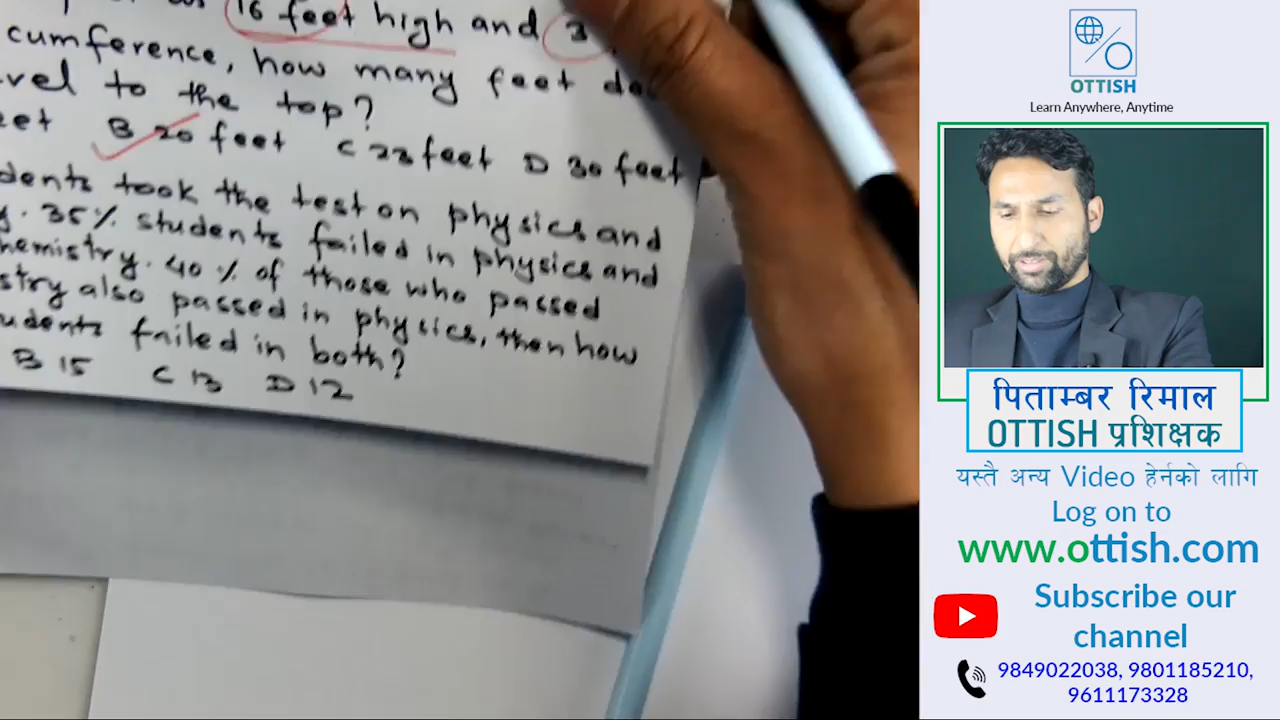 16 feet high and 3
cumference, how many feet do
vel to the top?
eet B 20 feet C 23 feet D 30 feet
dents took the test on physics and
y. 35% students failed in physics and
hemistry. 40% of those who passed
stry also passed in physics, then how
udents failed in both?
B 15 C 13 D 12
OTTISH
Learn Anywhere, Anytime
पिताम्बर रिमाल
OTTISH प्रशिक्षक
यस्तै अन्य Video हेर्नको लागि
Log on to
www.ottish.com
Subscribe our
channel
9849022038, 9801185210,
9611173328